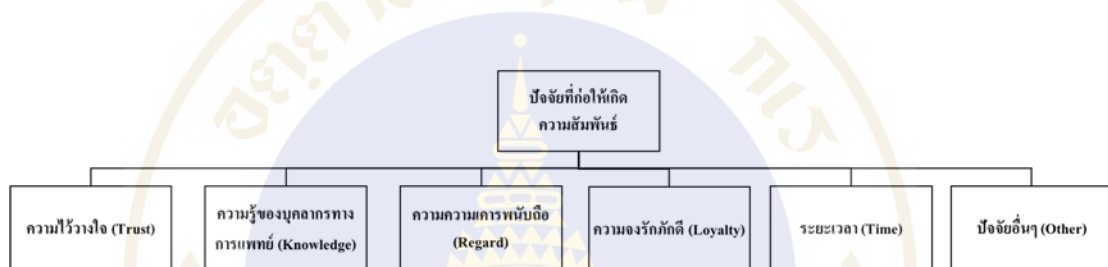 ปัจจัยที่ก่อให้เกิด
ความสัมพันธ์
ความไว้วางใจ (Trust)
ความรู้ของบุคลากรทาง
การแพทย์ (Knowledge)
ความความเคารพนับถือ
(Regard)
ความจงรักภักดี (Loyalty)
ระยะเวลา (Time)
ปัจจัยอื่นๆ (Other)